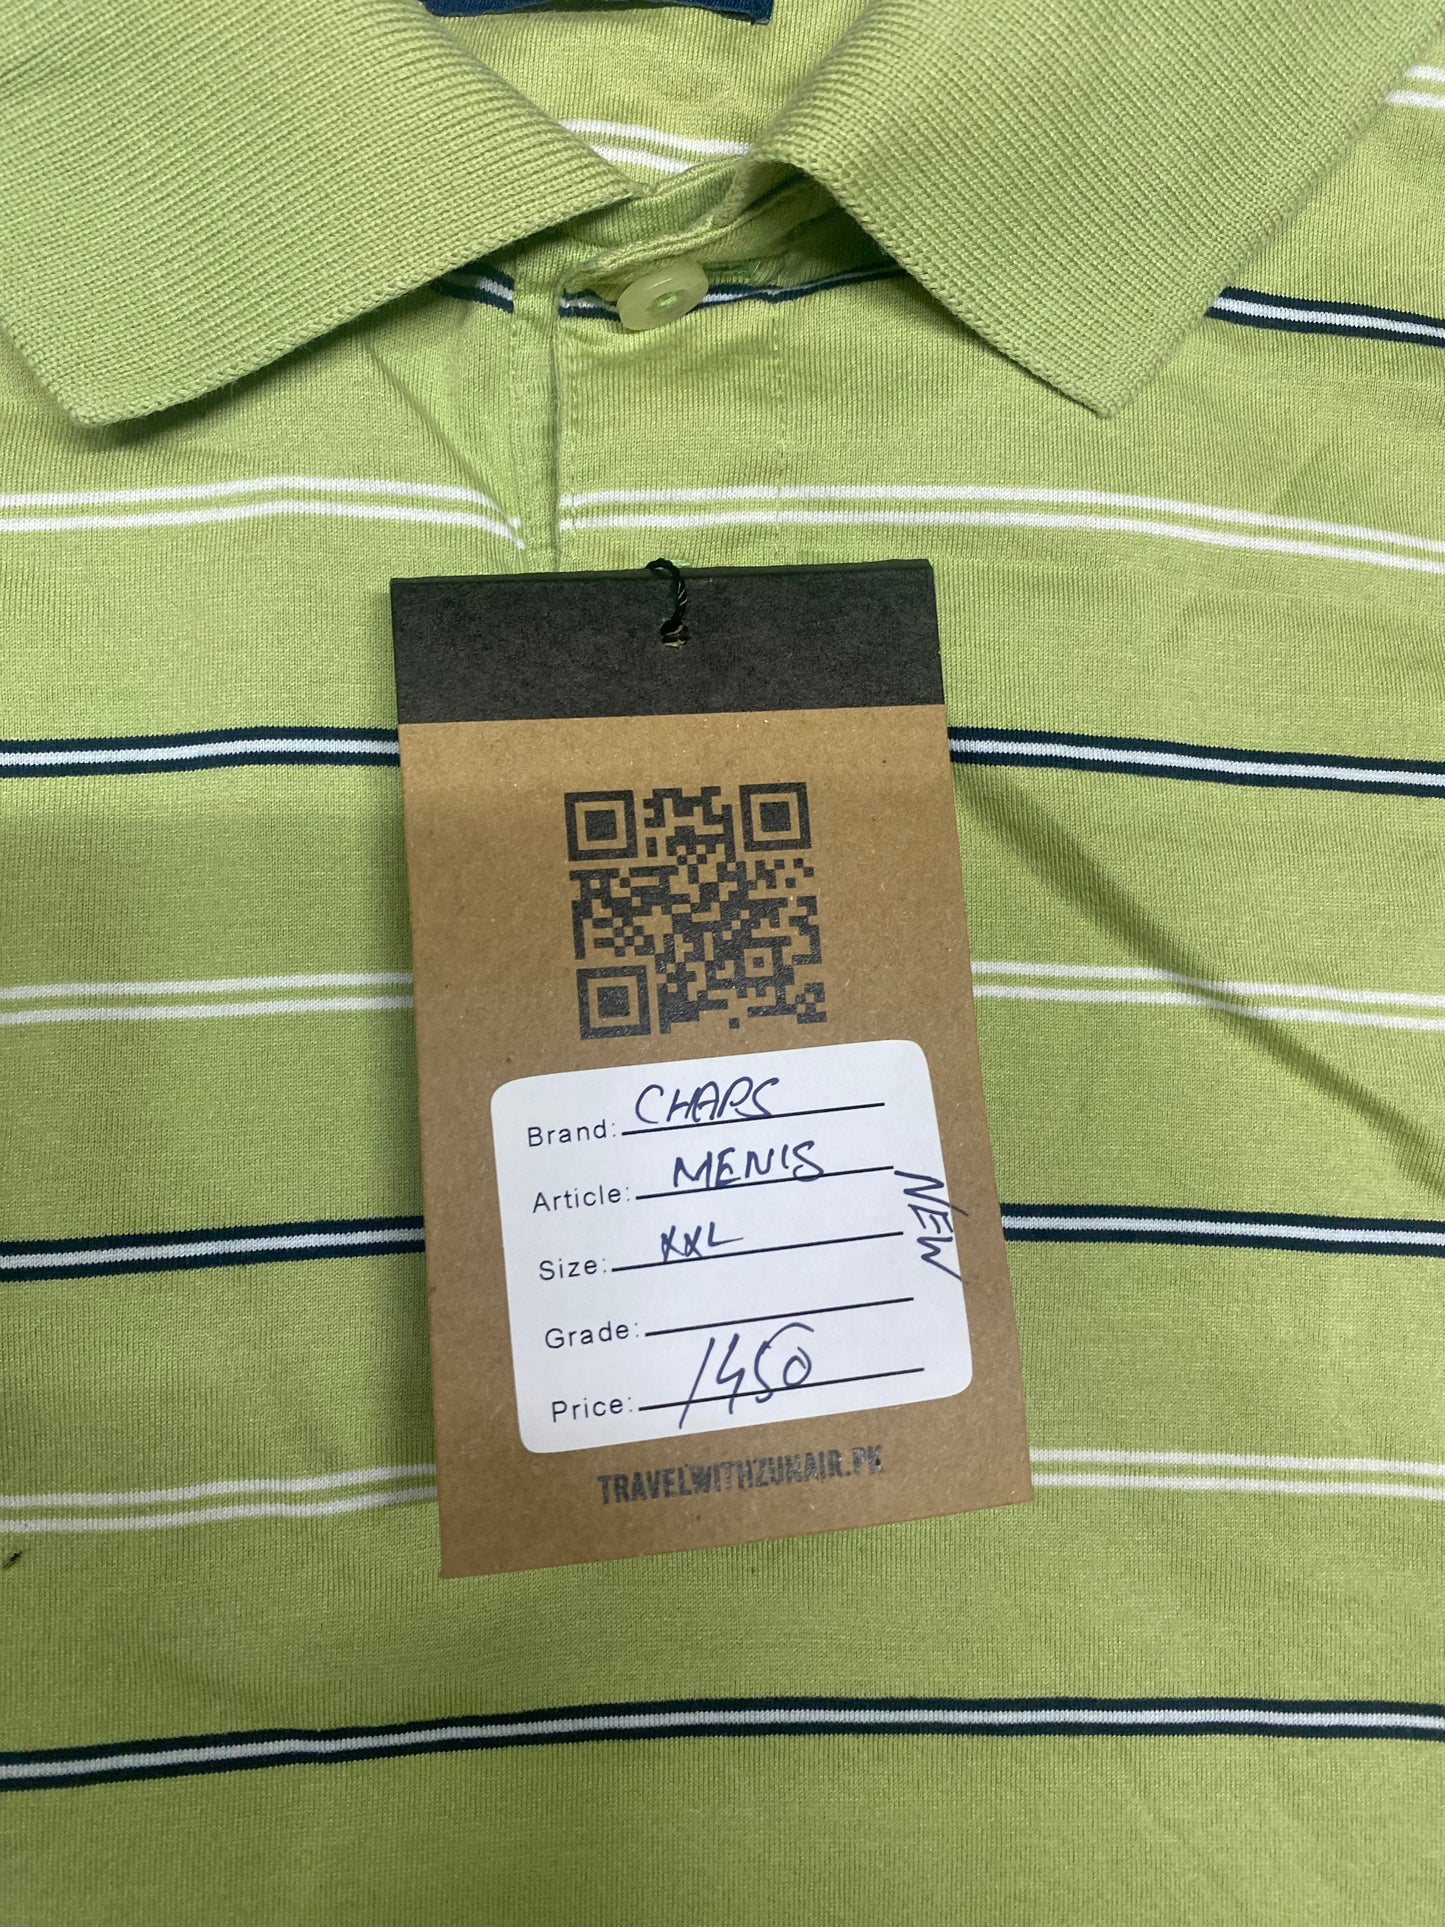 Brand: CHAPS
Article: MEN'S
Size: XXL
NEW
Grade:
Price: 1450
TRAVELWITHZUNAIR.PK